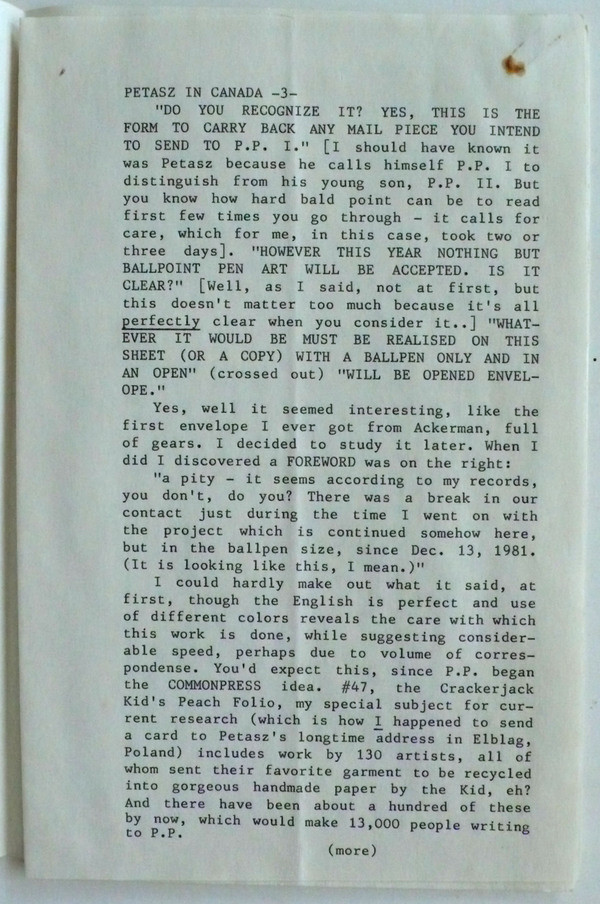 PETASZ IN CANADA -3-
"DO YOU RECOGNIZE IT? YES, THIS IS THE
FORM TO CARRY BACK ANY MAIL PIECE YOU INTEND
TO SEND TO P.P. I." [I should have known it
was Petasz because he calls himself P.P. I to
distinguish from his young son, P.P. II. But
you know how hard bald point can be to read
first few times you go through - it calls for
care, which for me, in this case, took two or
three days]. "HOWEVER THIS YEAR NOTHING BUT
BALLPOINT PEN ART WILL BE ACCEPTED. IS IT
CLEAR?" [Well, as I said, not at first, but
this doesn't matter too much because it's all
perfectly clear when you consider it..] "WHAT-
EVER IT WOULD BE MUST BE REALISED ON THIS
SHEET (OR A COPY) WITH A BALLPEN ONLY AND IN
AN OPEN" (crossed out) "WILL BE OPENED ENVEL-
OPE."
Yes, well it seemed interesting, like the
first envelope I ever got from Ackerman, full
of gears. I decided to study it later. When I
did I discovered a FOREWORD was on the right:
"a pity - it seems according to my records,
you don't, do you? There was a break in our
contact just during the time I went on with
the project which is continued somehow here,
but in the ballpen size, since Dec. 13, 1981.
(It is looking like this, I mean.)"
I could hardly make out what it said, at
first, though the English is perfect and use
of different colors reveals the care with which
this work is done, while suggesting consider-
able speed, perhaps due to volume of corres-
pondense. You'd expect this, since P.P. began
the COMMONPRESS idea. #47, the Crackerjack
Kid's Peach Folio, my special subject for cur-
rent research (which is how I happened to send
a card to Petasz's longtime address in Elblag,
Poland) includes work by 130 artists, all of
whom sent their favorite garment to be recycled
into gorgeous handmade paper by the Kid, eh?
And there have been about a hundred of these
by now, which would make 13,000 people writing
to P.P.
(more)